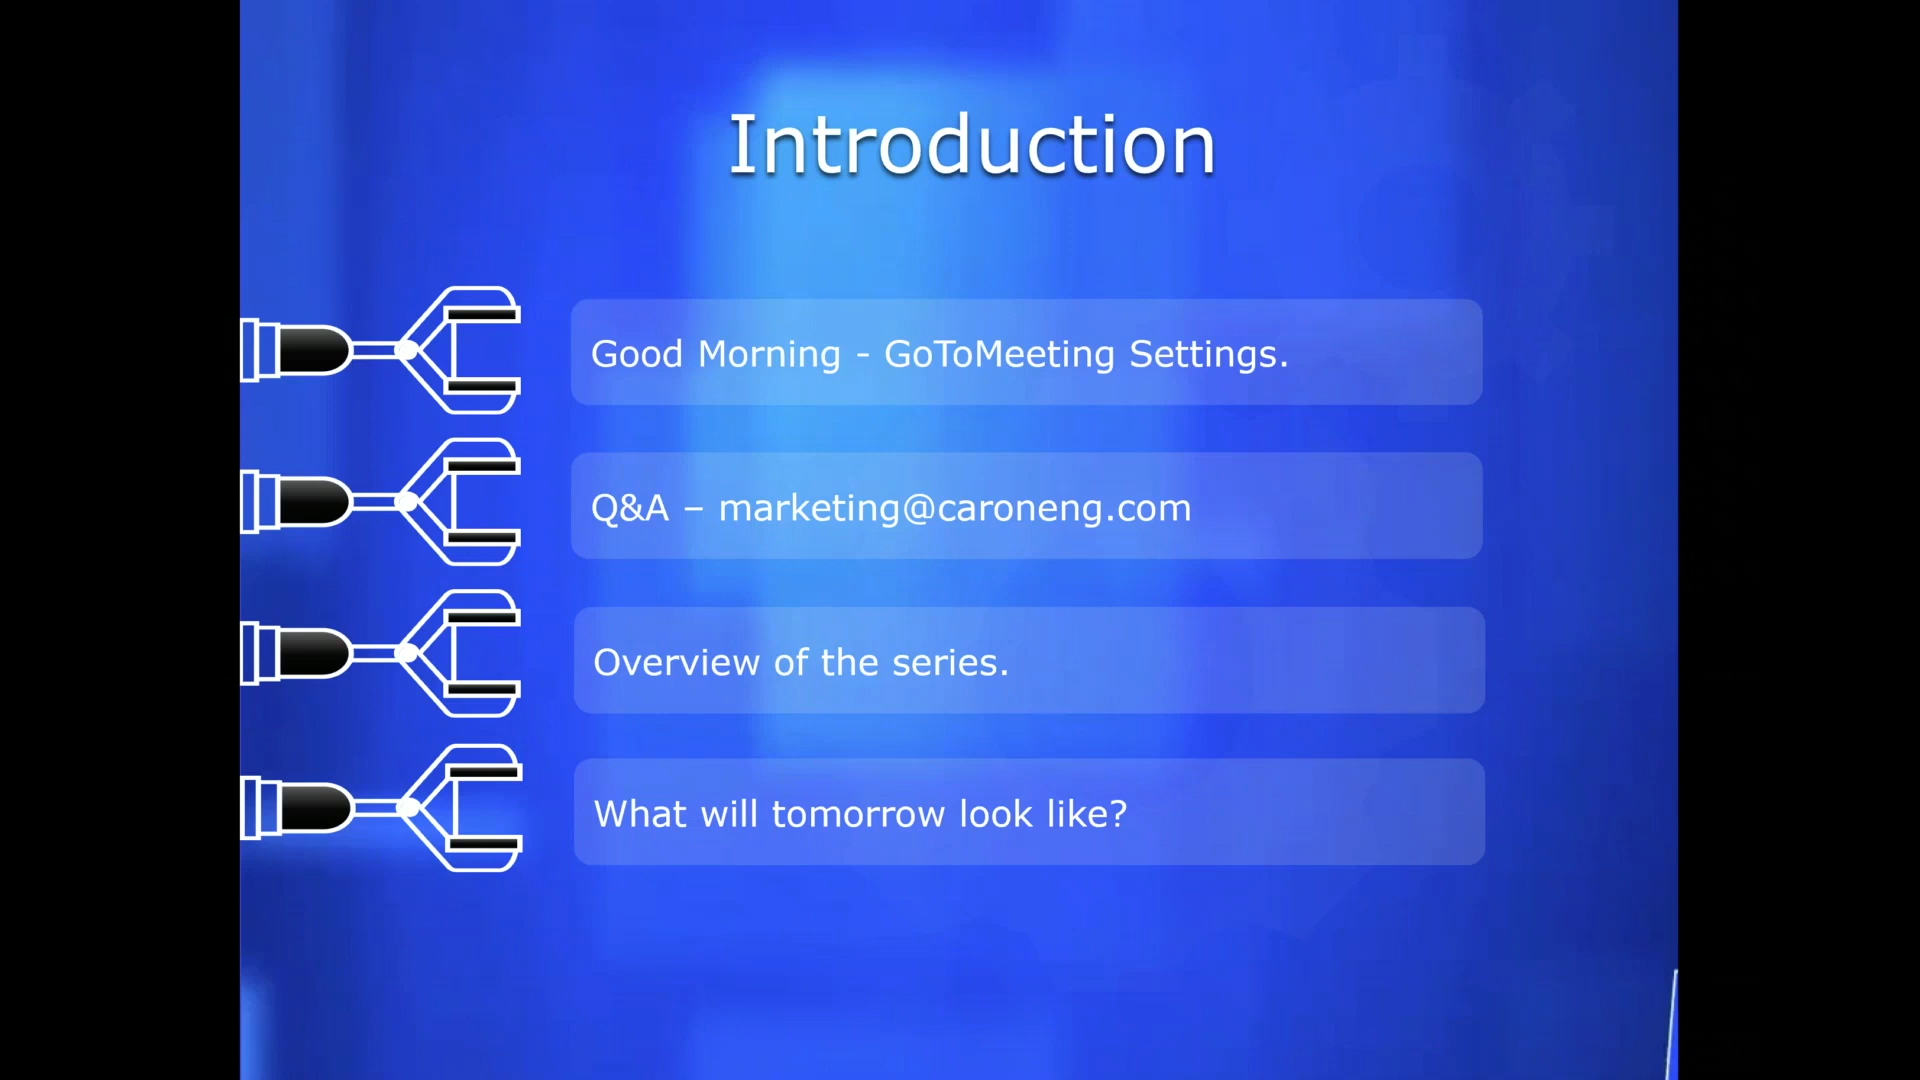 Introduction
Good Morning - GoToMeeting Settings.
Q&A – marketing@caroneng.com
Overview of the series.
What will tomorrow look like?